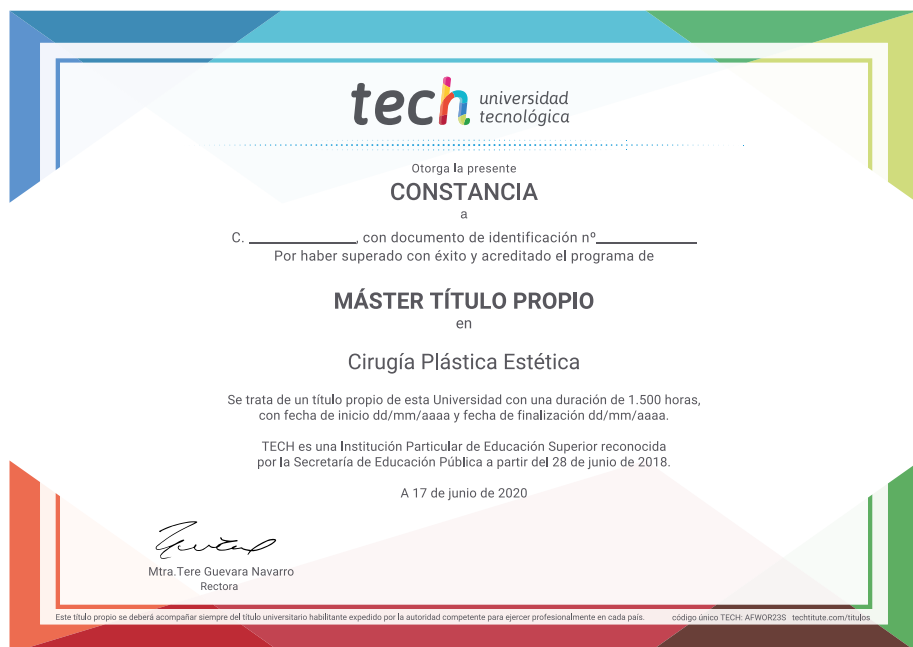 tech universidad
tecnológica
Otorga la presente
CONSTANCIA
a
C. ____________, con documento de identificación nº____________
Por haber superado con éxito y acreditado el programa de
MÁSTER TÍTULO PROPIO
en
Cirugía Plástica Estética
Se trata de un título propio de esta Universidad con una duración de 1.500 horas,
con fecha de inicio dd/mm/aaaa y fecha de finalización dd/mm/aaaa.
TECH es una Institución Particular de Educación Superior reconocida
por la Secretaría de Educación Pública a partir del 28 de junio de 2018.
A 17 de junio de 2020
Mtra.Tere Guevara Navarro
Rectora
Este título propio se deberá acompañar siempre del título universitario habilitante expedido por la autoridad competente para ejercer profesionalmente en cada país. código único TECH: AFWOR23S techtitute.com/titulos